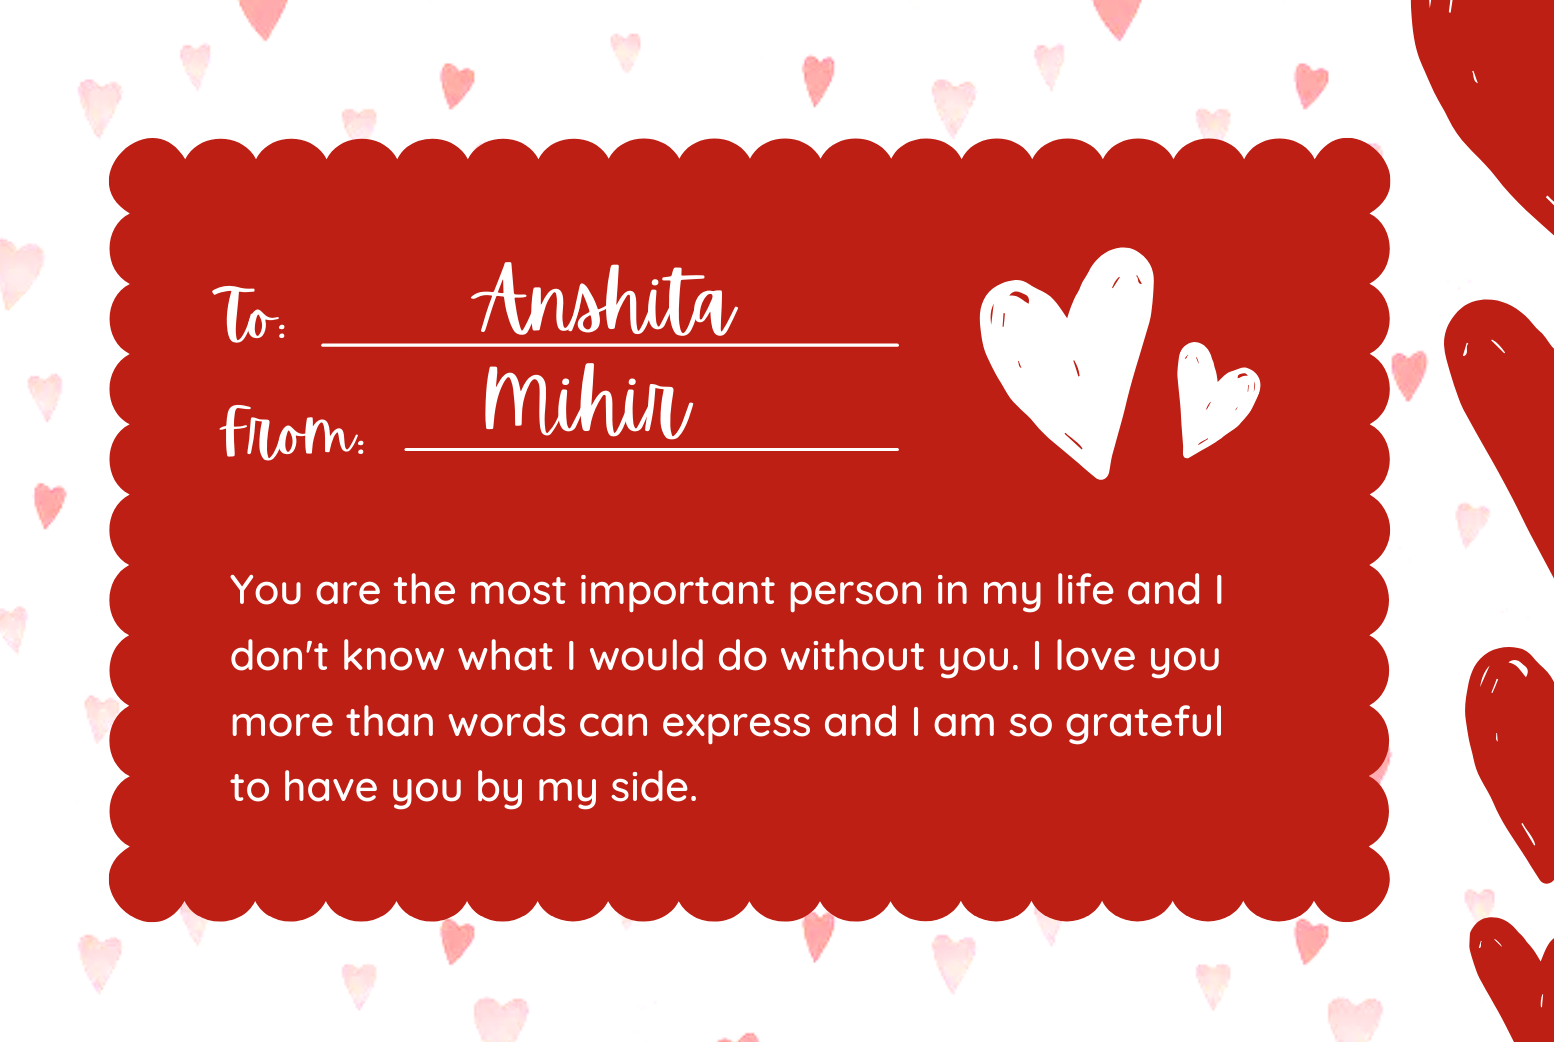 To: Anshita
From: Mihir
You are the most important person in my life and I
don't know what I would do without you. I love you
more than words can express and I am so grateful
to have you by my side.